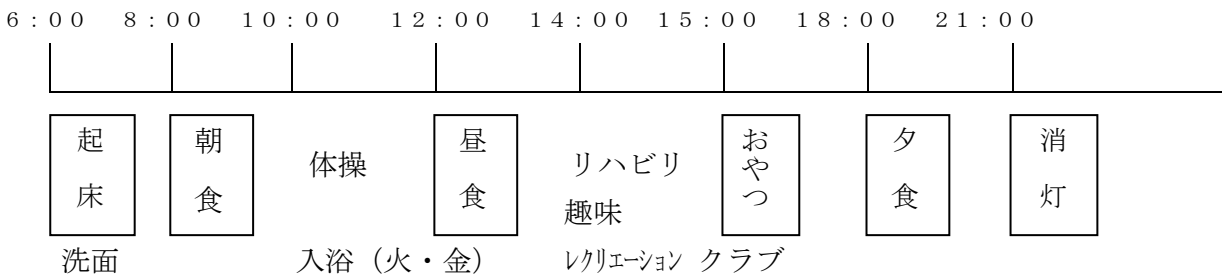 ６：００　８：００　１０：００　１２：００　１４：００　１５：００　１８：００　２１：００
起床　朝食　体操　昼食　リハビリ　おやつ　夕食　消灯
趣味
洗面　入浴（火・金）　ﾚｸﾘｴｰｼｮﾝ　クラブ